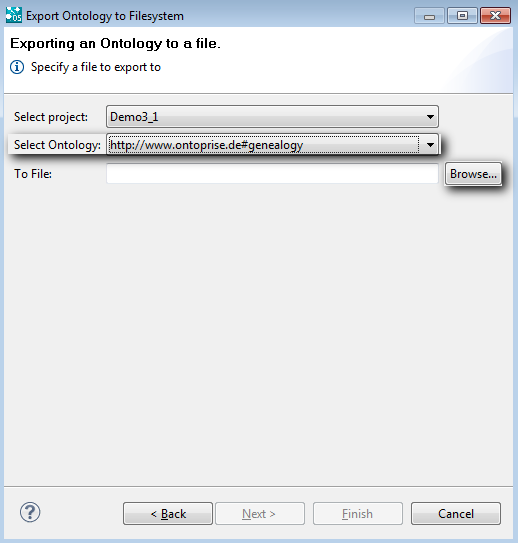 Export Ontology to Filesystem
Exporting an Ontology to a file.
Specify a file to export to
Select project: Demo3_1
Select Ontology: http://www.ontoprise.de#genealogy
To File: Browse...
< Back Next > Finish Cancel